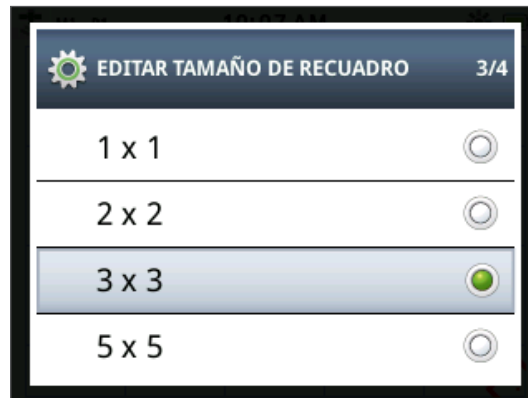 EDITAR TAMAÑO DE RECUADRO 3/4
1 x 1
2 x 2
3 x 3
5 x 5